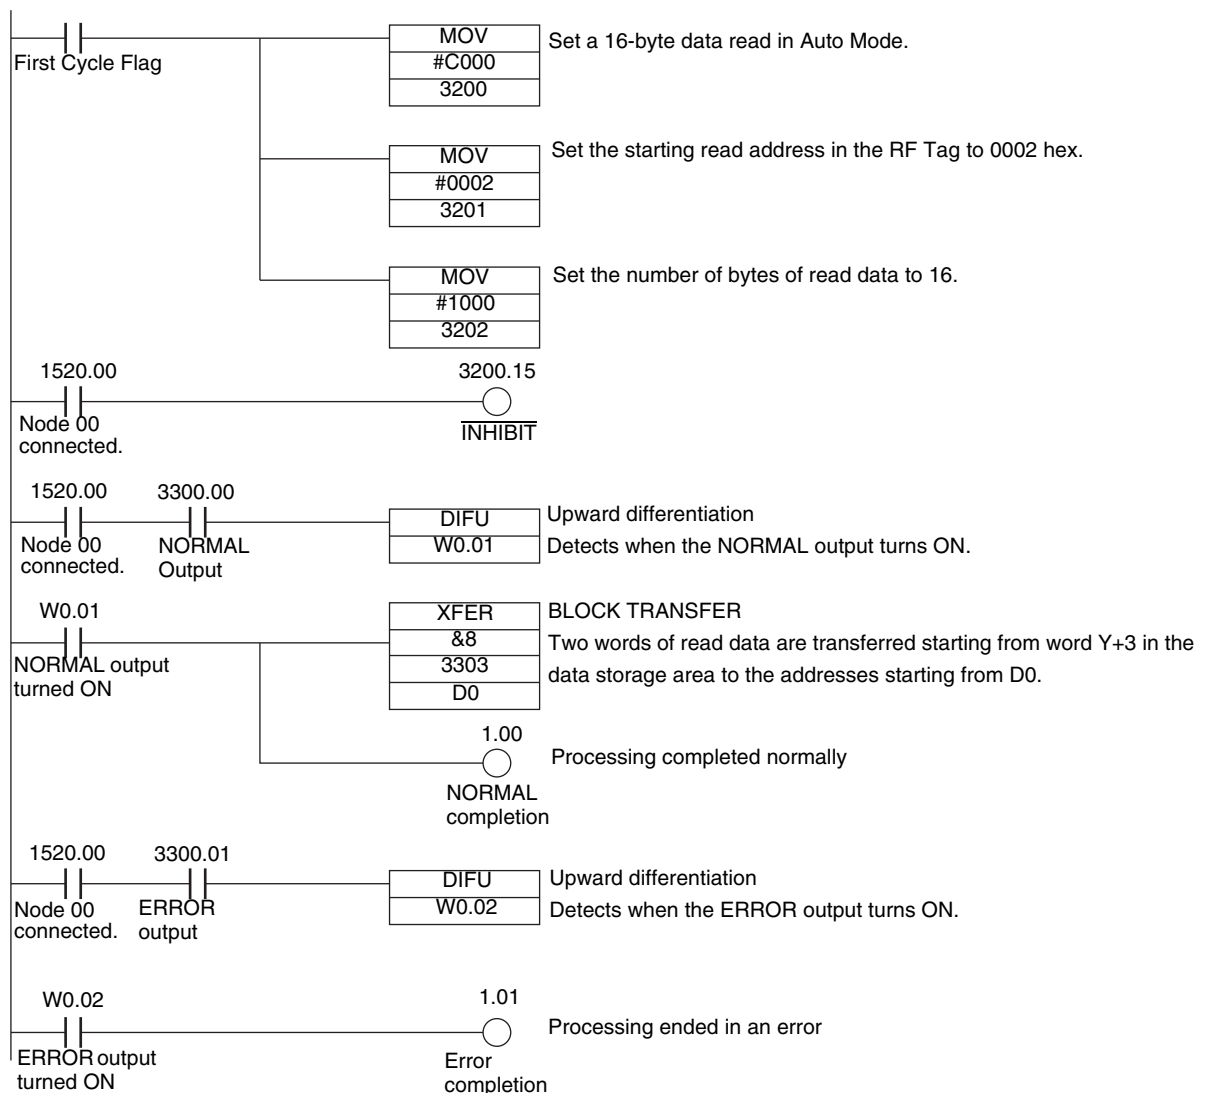 MOV
Set a 16-byte data read in Auto Mode.
First Cycle Flag
#C000
3200
MOV
Set the starting read address in the RF Tag to 0002 hex.
#0002
3201
MOV
Set the number of bytes of read data to 16.
#1000
3202
1520.00
3200.15
Node 00
connected.
INHIBIT
1520.00 3300.00
DIFU
Upward differentiation
Node 00
connected.
NORMAL
Output
W0.01
Detects when the NORMAL output turns ON.
W0.01
XFER
BLOCK TRANSFER
&8
Two words of read data are transferred starting from word Y+3 in the
NORMAL output
turned ON
3303
data storage area to the addresses starting from D0.
D0
1.00
Processing completed normally
NORMAL
completion
1520.00 3300.01
DIFU
Upward differentiation
Node 00
connected.
ERROR
output
W0.02
Detects when the ERROR output turns ON.
W0.02
1.01
Processing ended in an error
ERROR output
turned ON
Error
completion